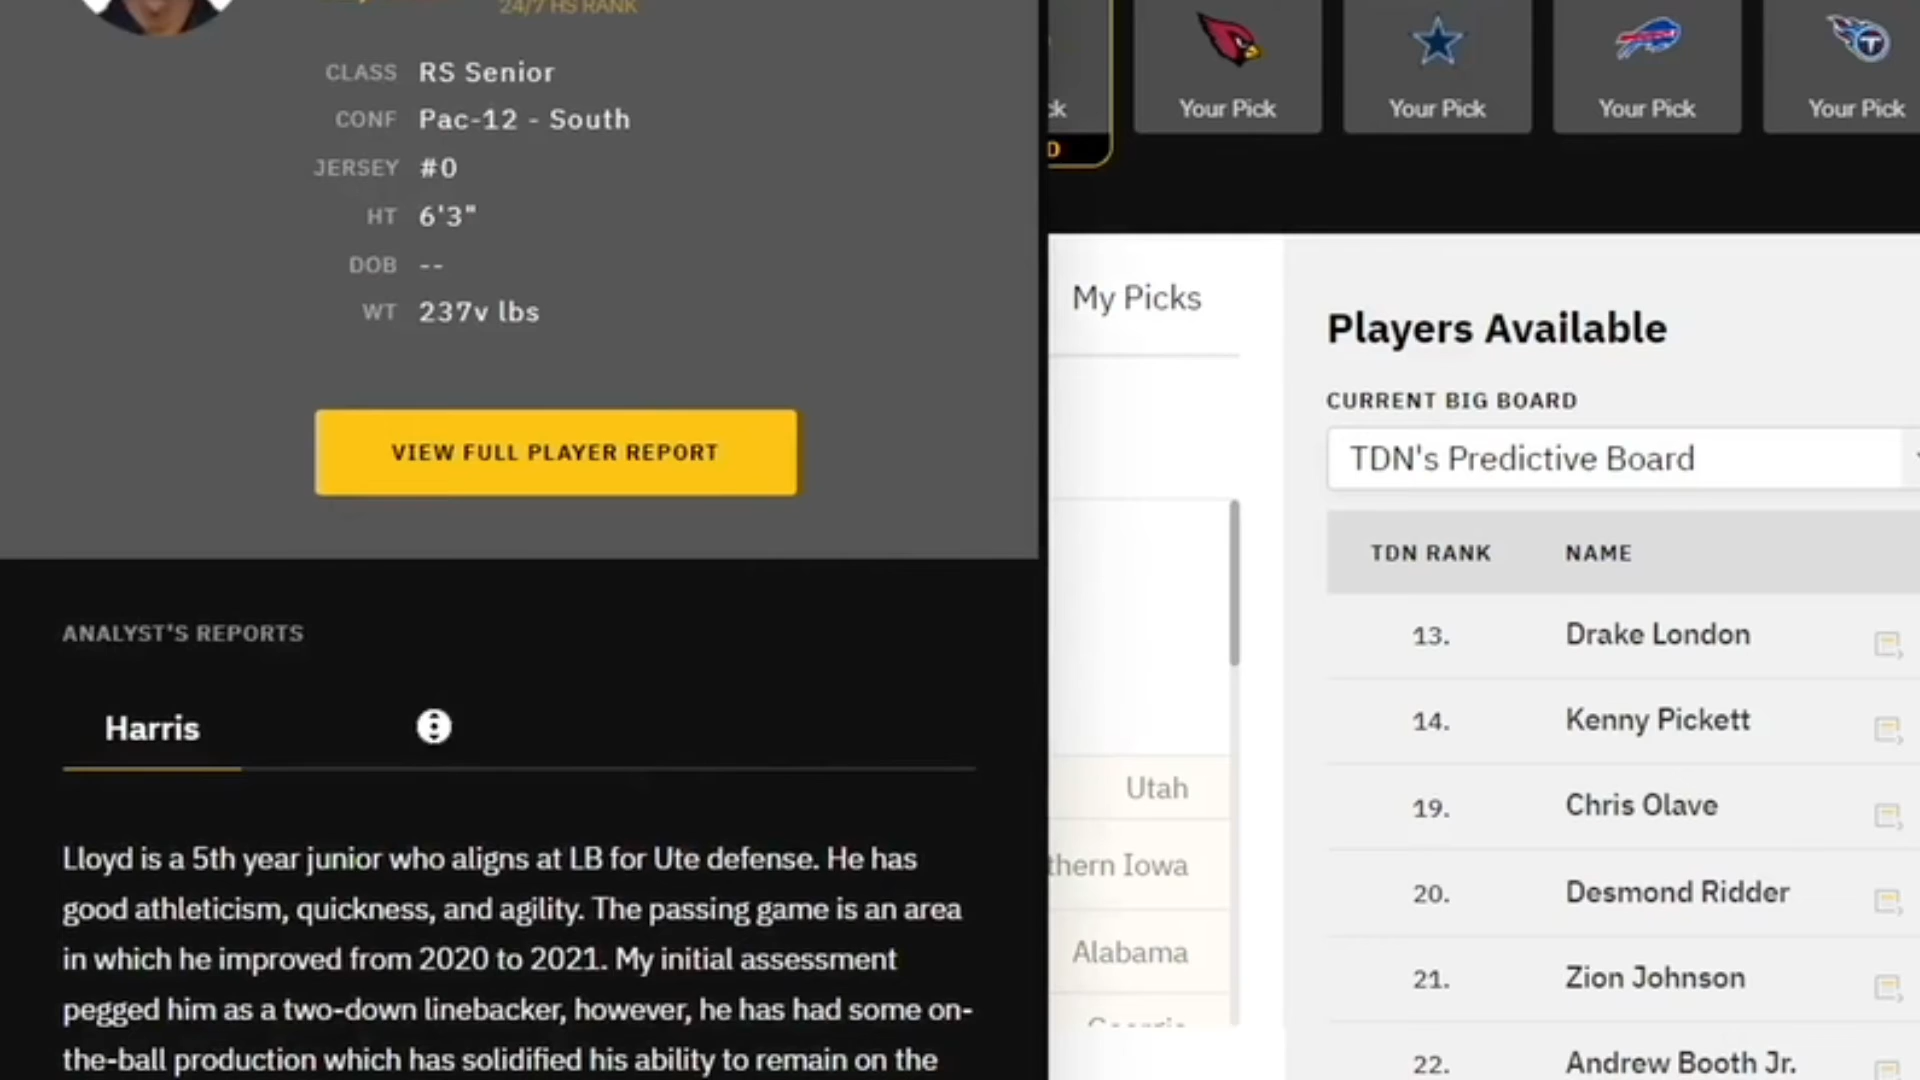 24/7 HS RANK
CLASS RS Senior
CONF Pac-12 - South
JERSEY #0
HT 6'3"
DOB --
WT 237v lbs
VIEW FULL PLAYER REPORT
ANALYST'S REPORTS
Harris
Lloyd is a 5th year junior who aligns at LB for Ute defense. He has
good athleticism, quickness, and agility. The passing game is an area
in which he improved from 2020 to 2021. My initial assessment
pegged him as a two-down linebacker, however, he has had some on-
the-ball production which has solidified his ability to remain on the
Your Pick
Your Pick
Your Pick
Your Pick
My Picks
Utah
thern Iowa
Alabama
Players Available
CURRENT BIG BOARD
TDN's Predictive Board
TDN RANK NAME
13. Drake London
14. Kenny Pickett
19. Chris Olave
20. Desmond Ridder
21. Zion Johnson
22. Andrew Booth Jr.